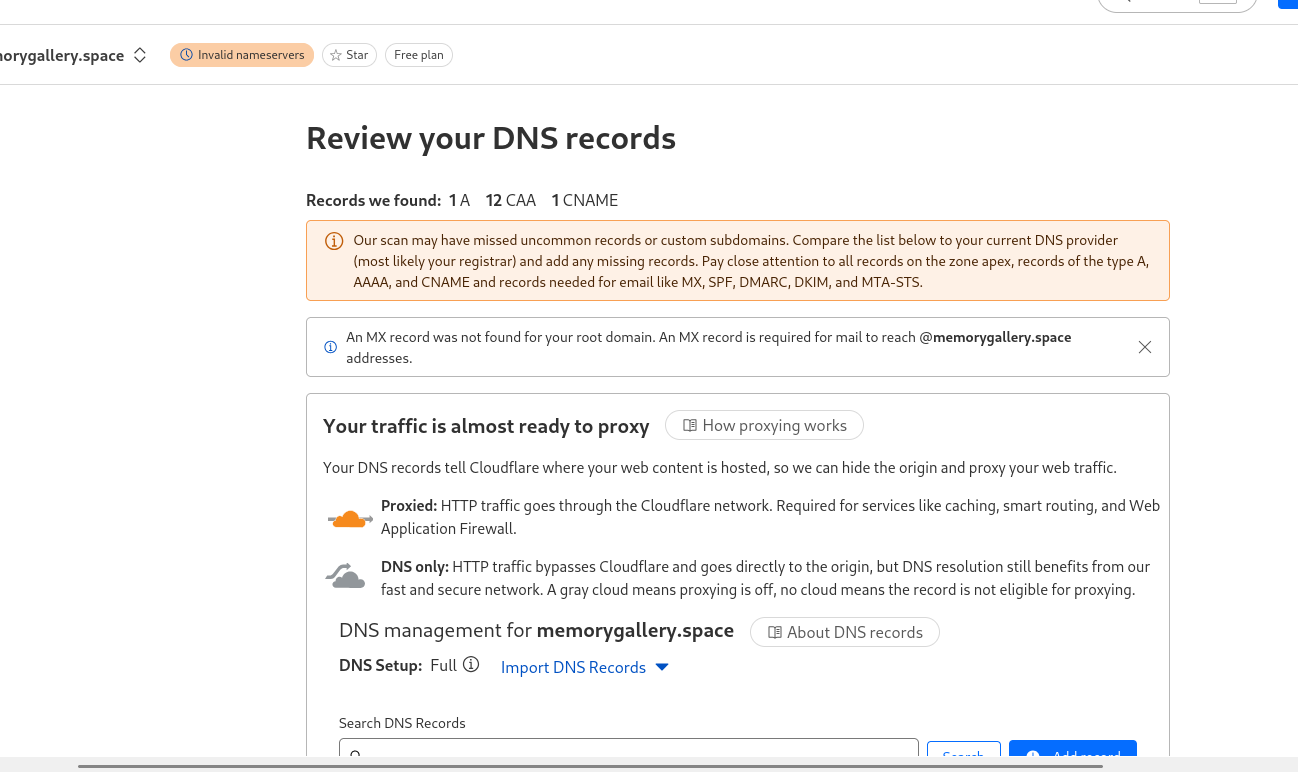 orygallery.space
Invalid nameservers
Star
Free plan
Review your DNS records
Records we found: 1 A 12 CAA 1 CNAME
Our scan may have missed uncommon records or custom subdomains. Compare the list below to your current DNS provider
(most likely your registrar) and add any missing records. Pay close attention to all records on the zone apex, records of the type A,
AAAA, and CNAME and records needed for email like MX, SPF, DMARC, DKIM, and MTA-STS.
An MX record was not found for your root domain. An MX record is required for mail to reach @memorygallery.space
addresses.
Your traffic is almost ready to proxy
How proxying works
Your DNS records tell Cloudflare where your web content is hosted, so we can hide the origin and proxy your web traffic.
Proxied: HTTP traffic goes through the Cloudflare network. Required for services like caching, smart routing, and Web
Application Firewall.
DNS only: HTTP traffic bypasses Cloudflare and goes directly to the origin, but DNS resolution still benefits from our
fast and secure network. A gray cloud means proxying is off, no cloud means the record is not eligible for proxying.
DNS management for memorygallery.space
About DNS records
DNS Setup: Full
Import DNS Records
Search DNS Records
Search
Add record